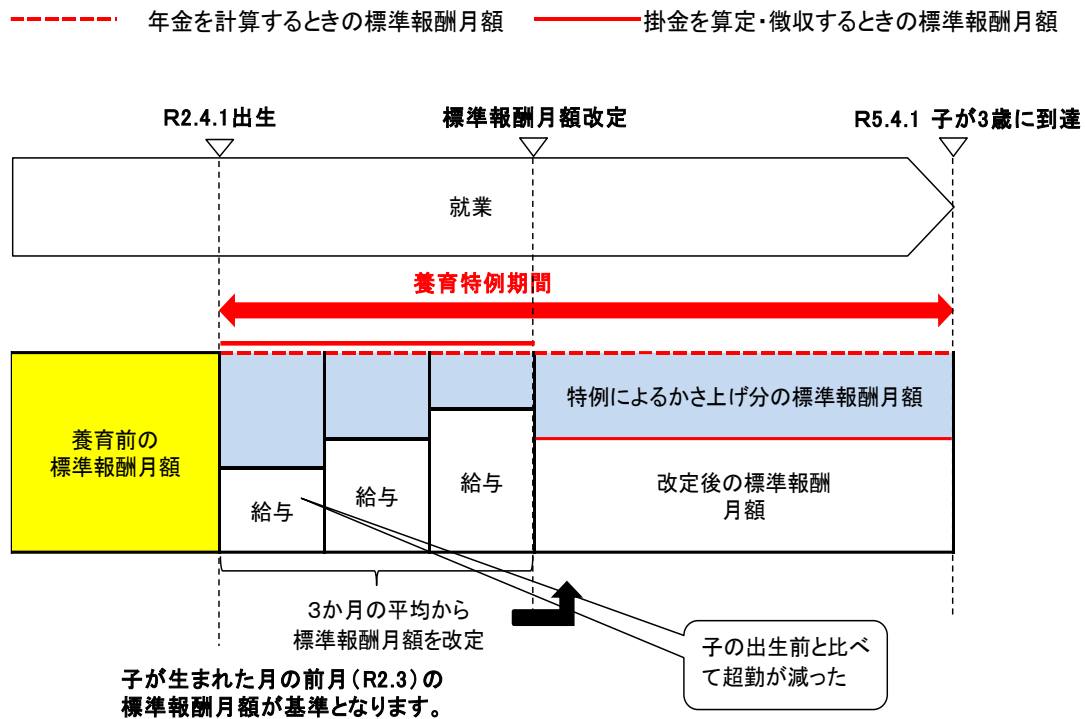 年金を計算するときの標準報酬月額
掛金を算定・徴収するときの標準報酬月額
R2.4.1出生
標準報酬月額改定
R5.4.1 子が3歳に到達
就業
養育特例期間
養育前の
標準報酬月額
給与
給与
給与
特例によるかさ上げ分の標準報酬月額
改定後の標準報酬
月額
3か月の平均から
標準報酬月額を改定
子の出生前と比べ
て超勤が減った
子が生まれた月の前月（R2.3）の
標準報酬月額が基準となります。